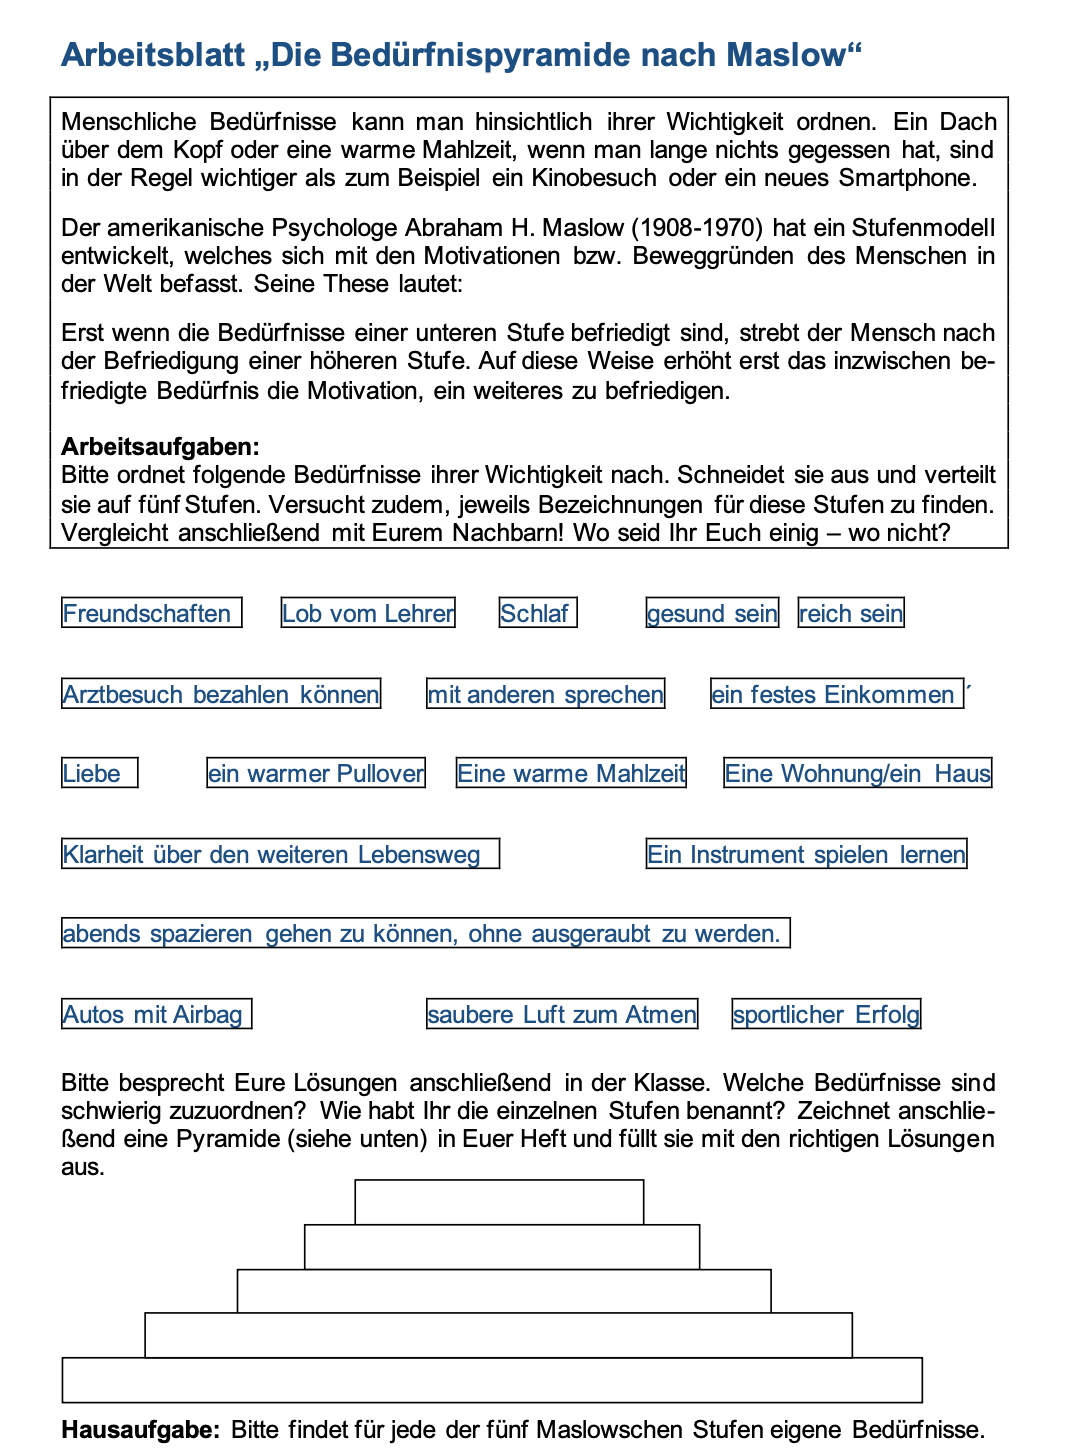 Arbeitsblatt „Die Bedürfnispyramide nach Maslow“
Menschliche Bedürfnisse kann man hinsichtlich ihrer Wichtigkeit ordnen. Ein Dach
über dem Kopf oder eine warme Mahlzeit, wenn man lange nichts gegessen hat, sind
in der Regel wichtiger als zum Beispiel ein Kinobesuch oder ein neues Smartphone.
Der amerikanische Psychologe Abraham H. Maslow (1908-1970) hat ein Stufenmodell
entwickelt, welches sich mit den Motivationen bzw. Beweggründen des Menschen in
der Welt befasst. Seine These lautet:
Erst wenn die Bedürfnisse einer unteren Stufe befriedigt sind, strebt der Mensch nach
der Befriedigung einer höheren Stufe. Auf diese Weise erhöht erst das inzwischen be-
friedigte Bedürfnis die Motivation, ein weiteres zu befriedigen.
Arbeitsaufgaben:
Bitte ordnet folgende Bedürfnisse ihrer Wichtigkeit nach. Schneidet sie aus und verteilt
sie auf fünf Stufen. Versucht zudem, jeweils Bezeichnungen für diese Stufen zu finden.
Vergleicht anschließend mit Eurem Nachbarn! Wo seid Ihr Euch einig – wo nicht?
Freundschaften Lob vom Lehrer Schlaf gesund sein reich sein
Arztbesuch bezahlen können mit anderen sprechen ein festes Einkommen ´
Liebe ein warmer Pullover Eine warme Mahlzeit Eine Wohnung/ein Haus
Klarheit über den weiteren Lebensweg Ein Instrument spielen lernen
abends spazieren gehen zu können, ohne ausgeraubt zu werden.
Autos mit Airbag saubere Luft zum Atmen sportlicher Erfolg
Bitte besprecht Eure Lösungen anschließend in der Klasse. Welche Bedürfnisse sind
schwierig zuzuordnen? Wie habt Ihr die einzelnen Stufen benannt? Zeichnet anschlie-
ßend eine Pyramide (siehe unten) in Euer Heft und füllt sie mit den richtigen Lösungen
aus.
Hausaufgabe: Bitte findet für jede der fünf Maslowschen Stufen eigene Bedürfnisse.